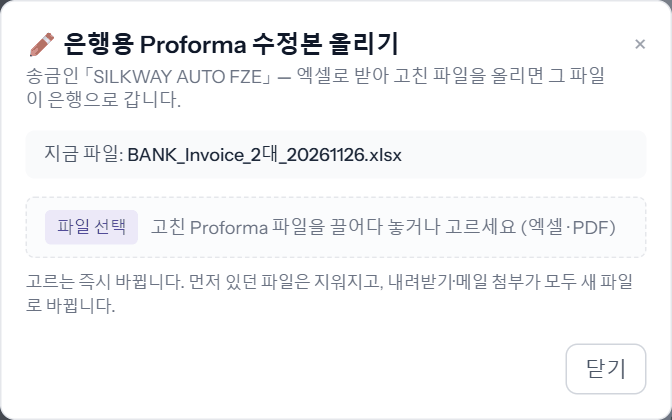 은행용 Proforma 수정본 올리기
×
송금인 「SILKWAY AUTO FZE」 — 엑셀로 받아 고친 파일을 올리면 그 파일
이 은행으로 갑니다.
지금 파일: BANK_Invoice_2대_20261126.xlsx
파일 선택 고친 Proforma 파일을 끌어다 놓거나 고르세요 (엑셀·PDF)
고르는 즉시 바뀝니다. 먼저 있던 파일은 지워지고, 내려받기·메일 첨부가 모두 새 파일
로 바뀝니다.
닫기